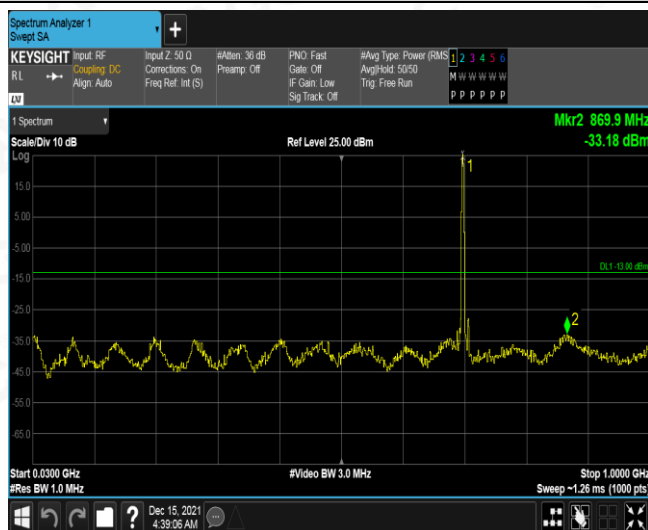 Spectrum Analyzer 1
Swept SA
KEYSIGHT
RL
LXI
Input: RF
Coupling: DC
Align: Auto
Input Z: 50 Ω
Corrections: On
Freq Ref: Int (S)
#Atten: 36 dB
Preamp: Off
PNO: Fast
Gate: Off
IF Gain: Low
Sig Track: Off
#Avg Type: Power (RMS
Avg|Hold: 50/50
Trig: Free Run
1 2 3 4 5 6
M W W W W W
P P P P P P
1 Spectrum
Mkr2 869.9 MHz
Scale/Div 10 dB
Ref Level 25.00 dBm
-33.18 dBm
Log
1
15.0
5.00
-5.00
DL1 -13.00 dBm
-15.0
-25.0
2
-35.0
-45.0
-55.0
-65.0
Start 0.0300 GHz
#Video BW 3.0 MHz
Stop 1.0000 GHz
#Res BW 1.0 MHz
Sweep ~1.26 ms (1000 pts)
?
Dec 15, 2021
4:39:06 AM